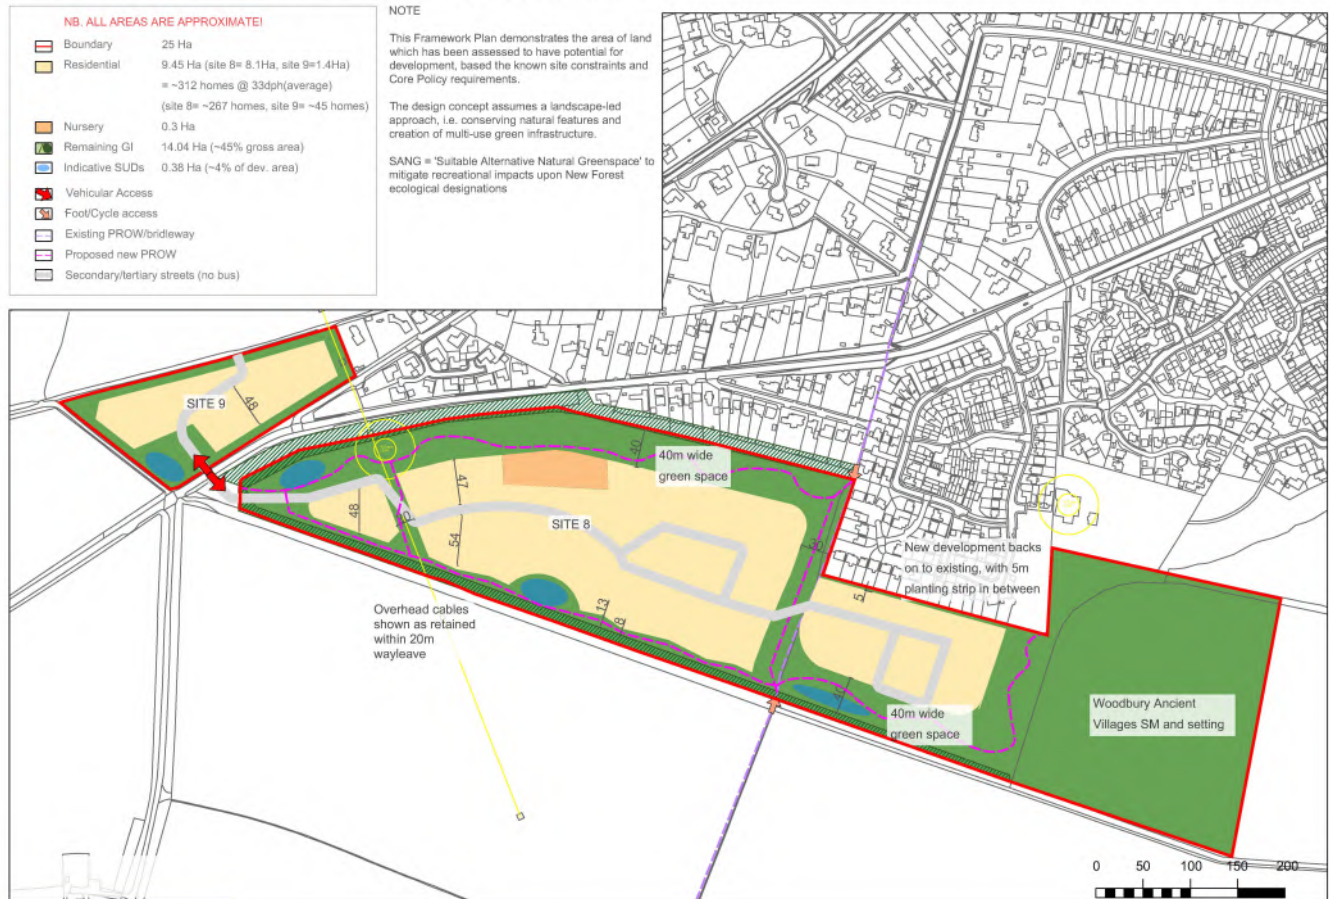 NB. ALL AREAS ARE APPROXIMATE!
Boundary 25 Ha
Residential 9.45 Ha (site 8= 8.1Ha, site 9=1.4Ha)
= ~312 homes @ 33dph(average)
(site 8= ~267 homes, site 9= ~45 homes)
Nursery 0.3 Ha
Remaining GI 14.04 Ha (~45% gross area)
Indicative SUDs 0.38 Ha (~4% of dev. area)
Vehicular Access
Foot/Cycle access
Existing PROW/bridleway
Proposed new PROW
Secondary/tertiary streets (no bus)
NOTE
This Framework Plan demonstrates the area of land
which has been assessed to have potential for
development, based the known site constraints and
Core Policy requirements.
The design concept assumes a landscape-led
approach, i.e. conserving natural features and
creation of multi-use green infrastructure.
SANG = 'Suitable Alternative Natural Greenspace' to
mitigate recreational impacts upon New Forest
ecological designations
SITE 9
48
40
40m wide
green space
47
48
SITE 8
54
New development backs
on to existing, with 5m
planting strip in between
5
Overhead cables
shown as retained
within 20m
wayleave
13
8
40
40m wide
green space
Woodbury Ancient
Villages SM and setting
0 50 100 150 200